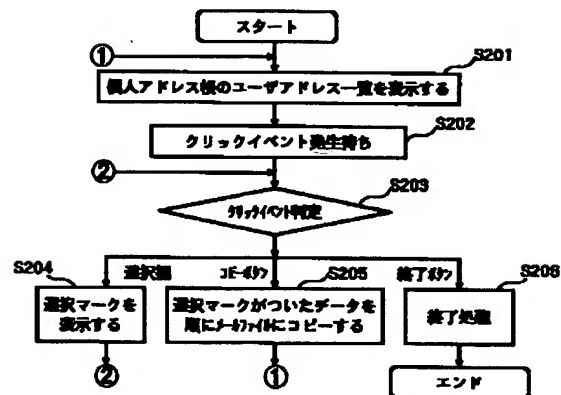 スタート
①
S201
個人アドレス帳のユーザアドレス一覧を表示する
S202
クリックイベント発生待ち
②
S203
クリックイベント判定
S204
選択欄
コピーボタン
S205
終了ボタン
S206
選択マークを
表示する
選択マークがついたデータを
順にメールファイルにコピーする
終了処理
②
①
エンド